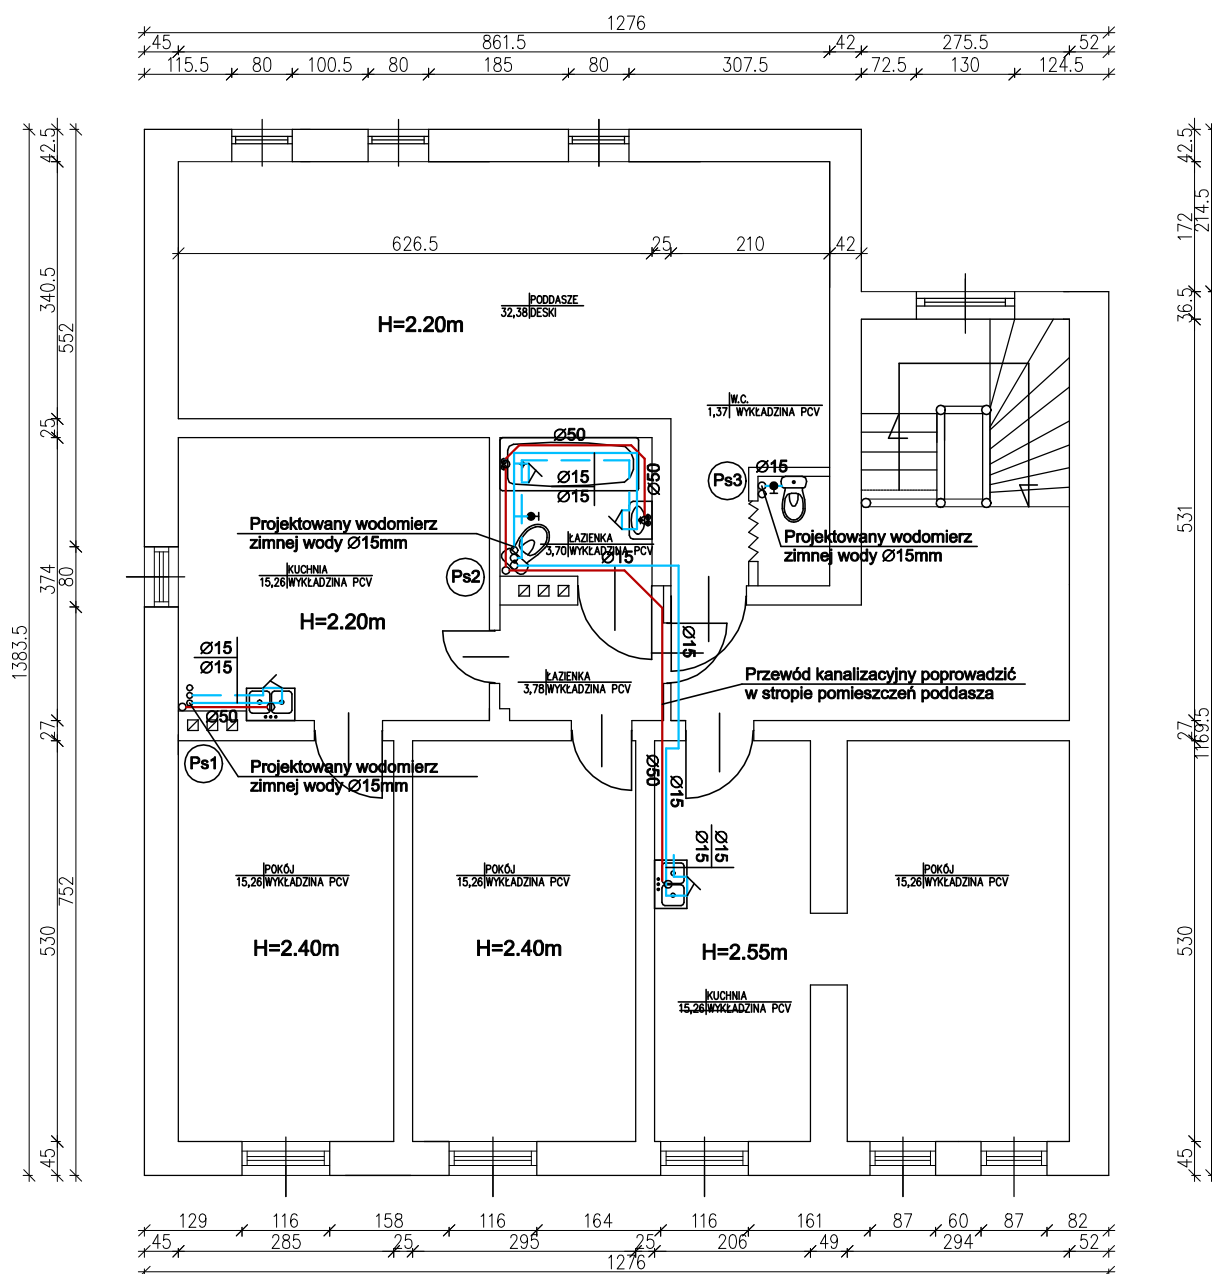 1276
45 861.5 42 275.5 52
115.5 80 100.5 80 185 80 307.5 72.5 130 124.5
42.5
340.5
552
25
374
80
1383.5
27
752
530
45
42.5
172
214.5
36.5
531
27
1169.5
530
45
626.5 25 210 42
PODDASZE
32,38 DESKI
H=2.20m
W.C.
1,37 WYKŁADZINA PCV
Ø50
Ø15
Ø15
Ø50
Ps3
Ø15
Projektowany wodomierz
zimnej wody Ø15mm
Projektowany wodomierz
zimnej wody Ø15mm
ŁAZIENKA
3,70 WYKŁADZINA PCV
Ø15
Ps2
KUCHNIA
15,26 WYKŁADZINA PCV
H=2.20m
Ø15
Ø15
Ø50
Ø15
ŁAZIENKA
3,78 WYKŁADZINA PCV
Przewód kanalizacyjny poprowadzić
w stropie pomieszczeń poddasza
Ps1
Projektowany wodomierz
zimnej wody Ø15mm
Ø50
Ø15
Ø15
Ø15
POKÓJ
15,26 WYKŁADZINA PCV
H=2.40m
POKÓJ
15,26 WYKŁADZINA PCV
H=2.40m
H=2.55m
KUCHNIA
15,26 WYKŁADZINA PCV
POKÓJ
15,26 WYKŁADZINA PCV
129 116 158 116 164 116 161 87 60 87 82
45 285 25 295 25 206 49 294 52
1276